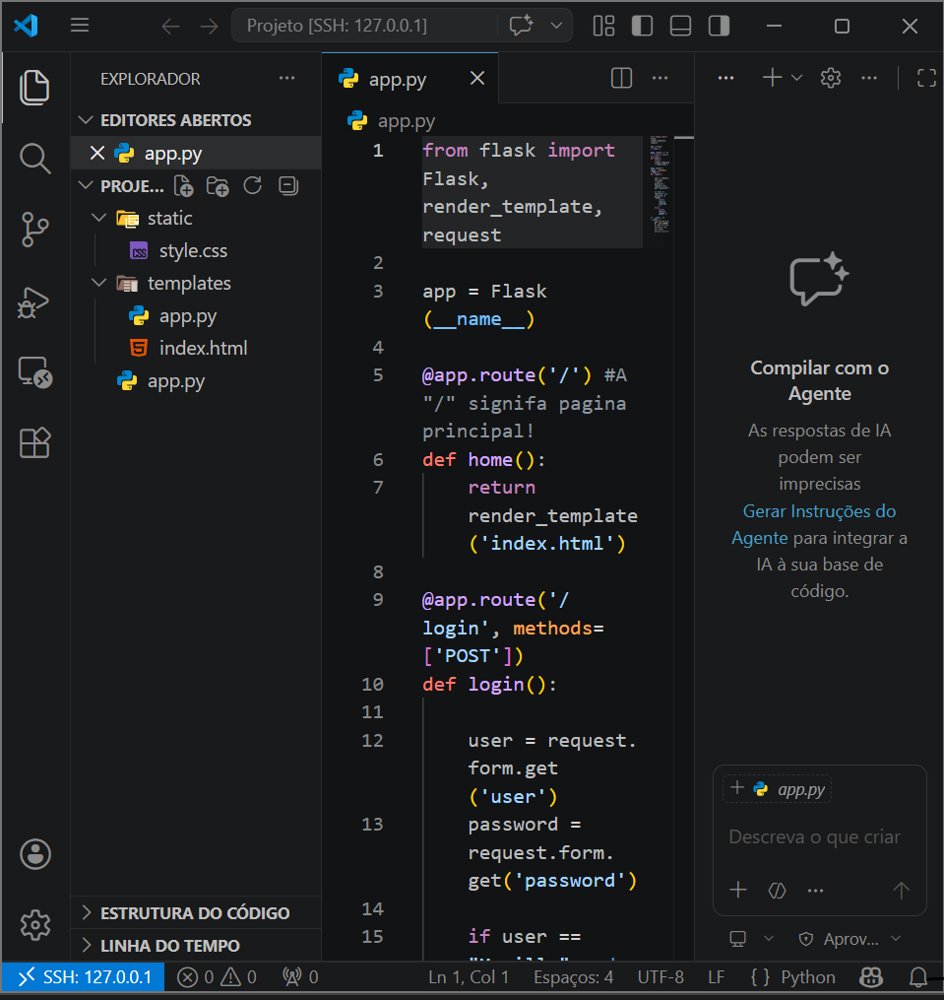 Projeto [SSH: 127.0.0.1]
EXPLORADOR
EDITORES ABERTOS
app.py
PROJE...
static
style.css
templates
app.py
index.html
app.py
ESTRUTURA DO CÓDIGO
LINHA DO TEMPO
app.py
app.py
1 from flask import
Flask,
render_template,
request
2
3 app = Flask
(__name__)
4
5 @app.route('/') #A
"/" signifa pagina
principal!
6 def home():
7 return
render_template
('index.html')
8
9 @app.route('/
login', methods=
['POST'])
10 def login():
11
12 user = request.
form.get
('user')
13 password =
request.form.
get('password')
14
15 if user ==
Compilar com o
Agente
As respostas de IA
podem ser
imprecisas
Gerar Instruções do
Agente para integrar a
IA à sua base de
código.
app.py
Descreva o que criar
Aprov...
SSH: 127.0.0.1 0 0 0 Ln 1, Col 1 Espaços: 4 UTF-8 LF { } Python